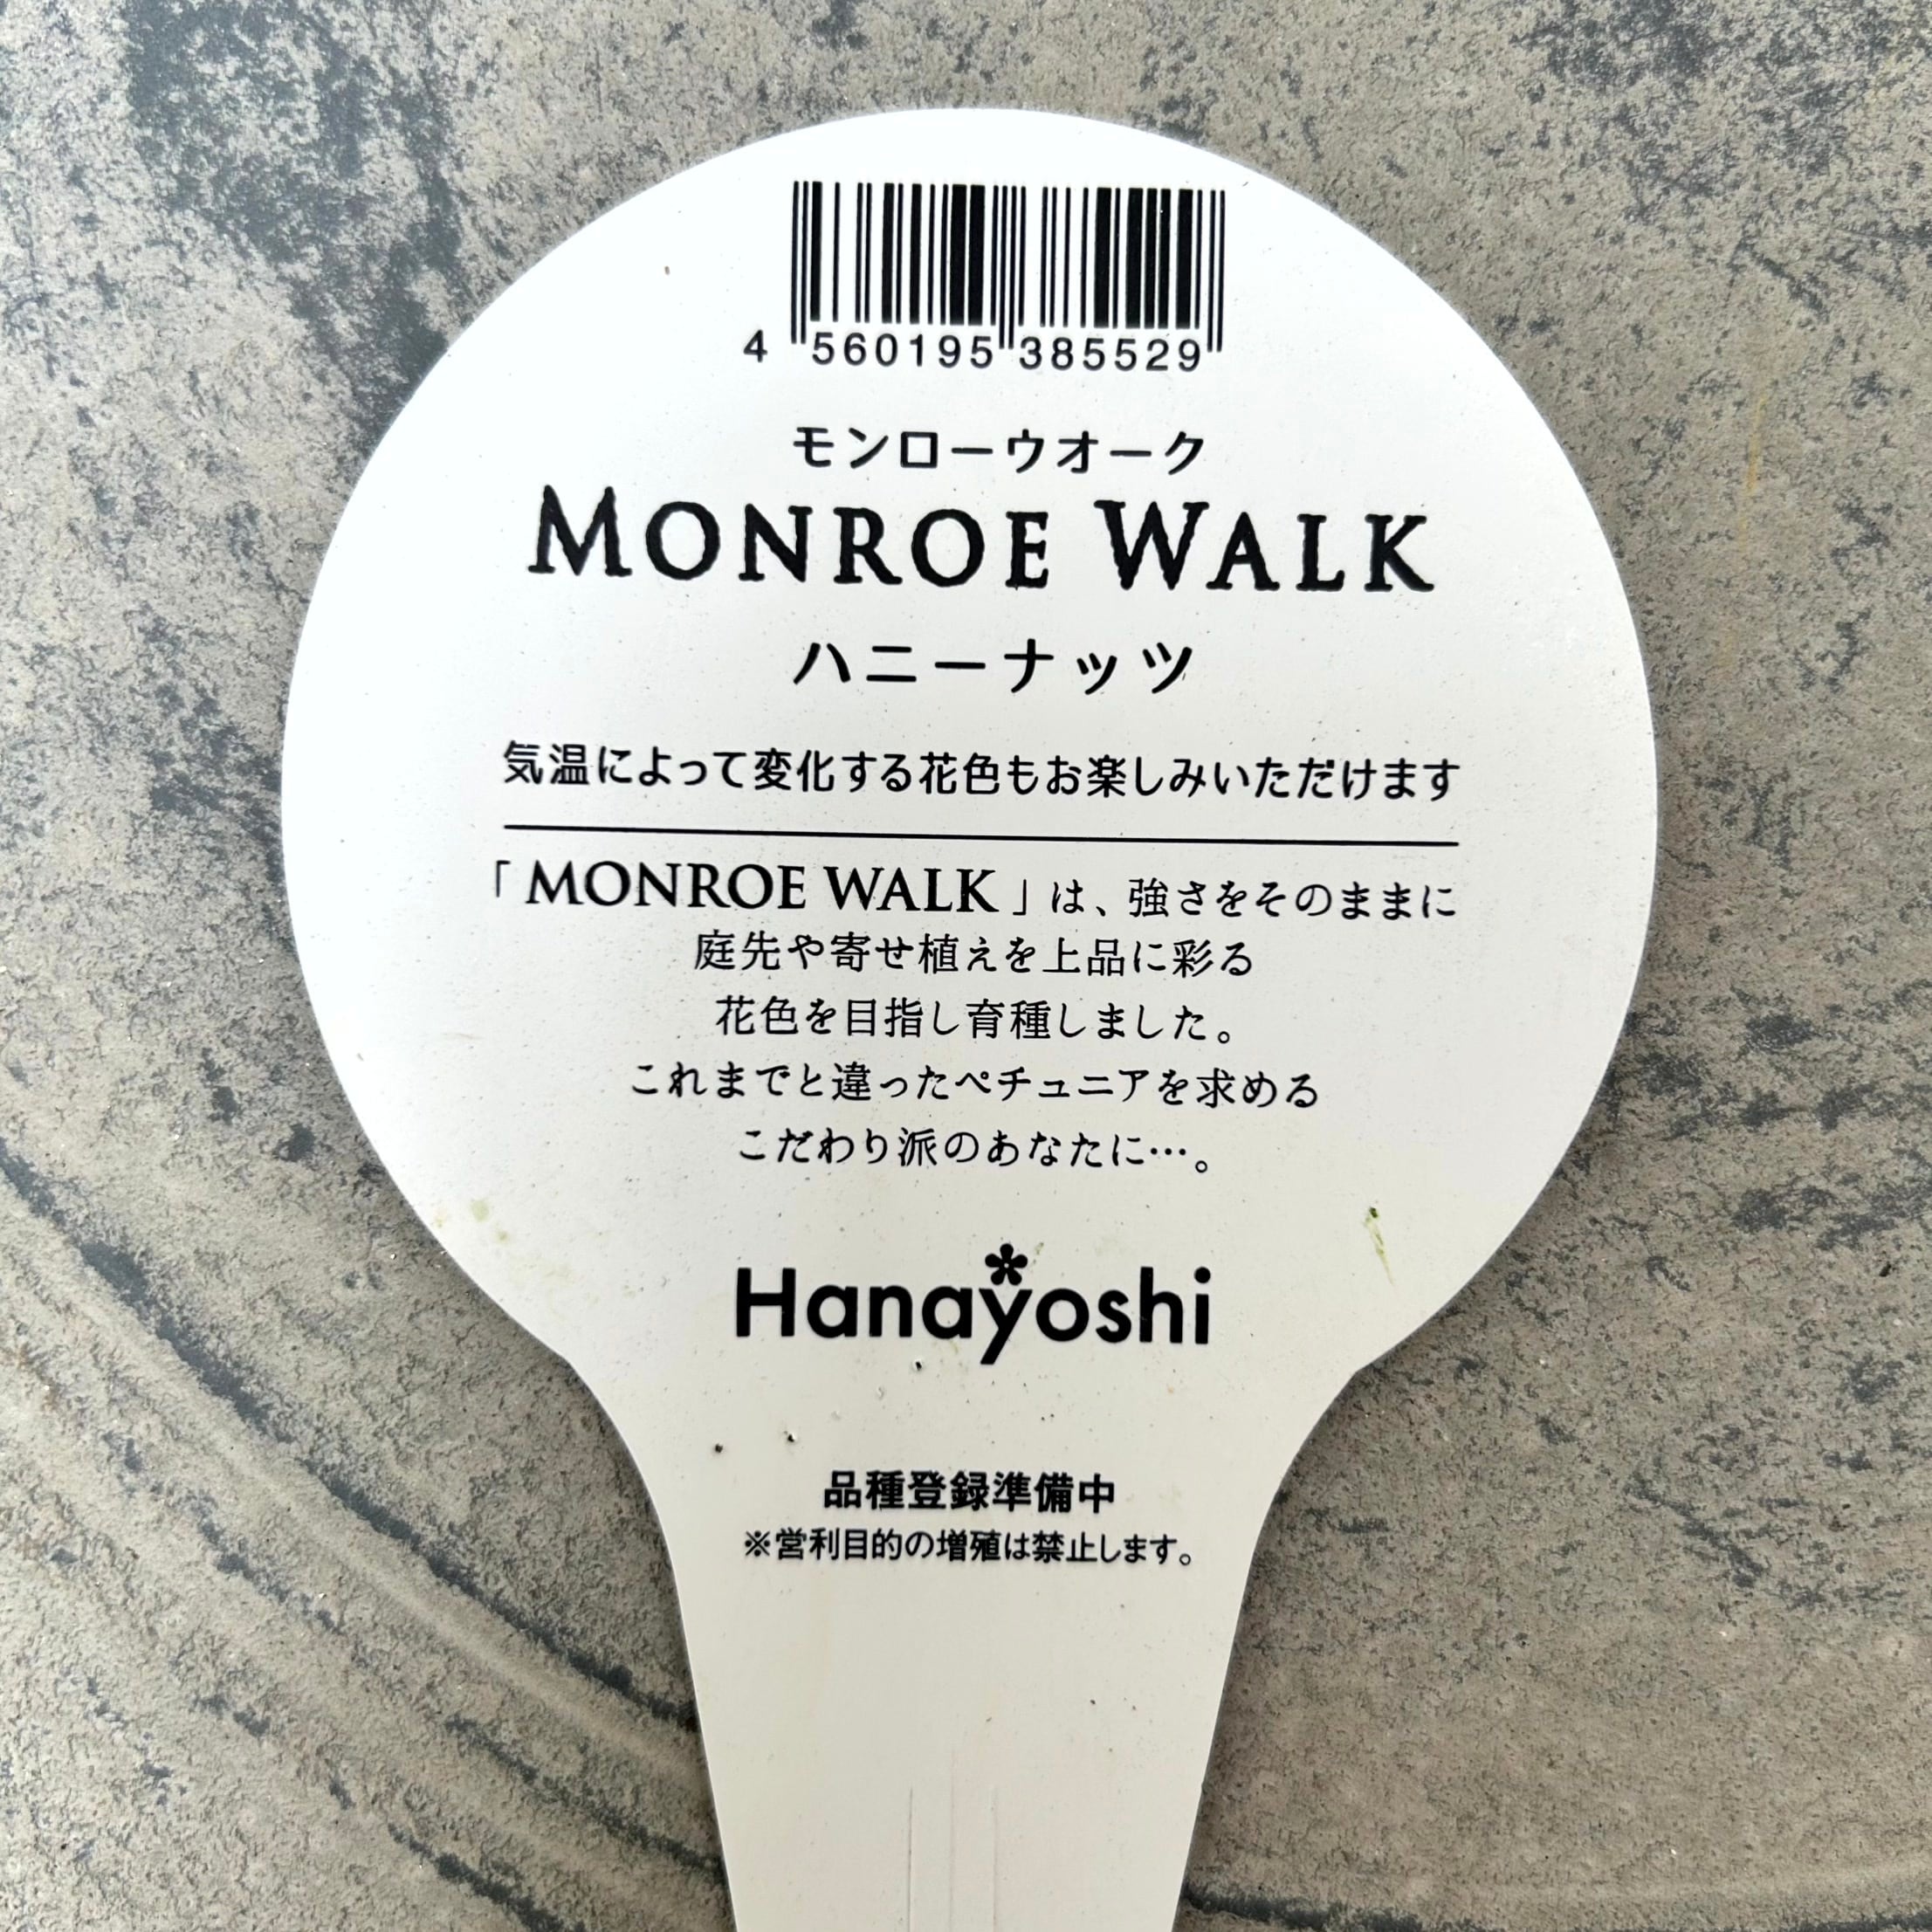 4 560195 385529
モンローウオーク
MONROE WALK
ハニーナッツ
気温によって変化する花色もお楽しみいただけます
「MONROE WALK」は、強さをそのままに
庭先や寄せ植えを上品に彩る
花色を目指し育種しました。
これまでと違ったペチュニアを求める
こだわり派のあなたに…。
Hanayoshi
品種登録準備中
※営利目的の増殖は禁止します。